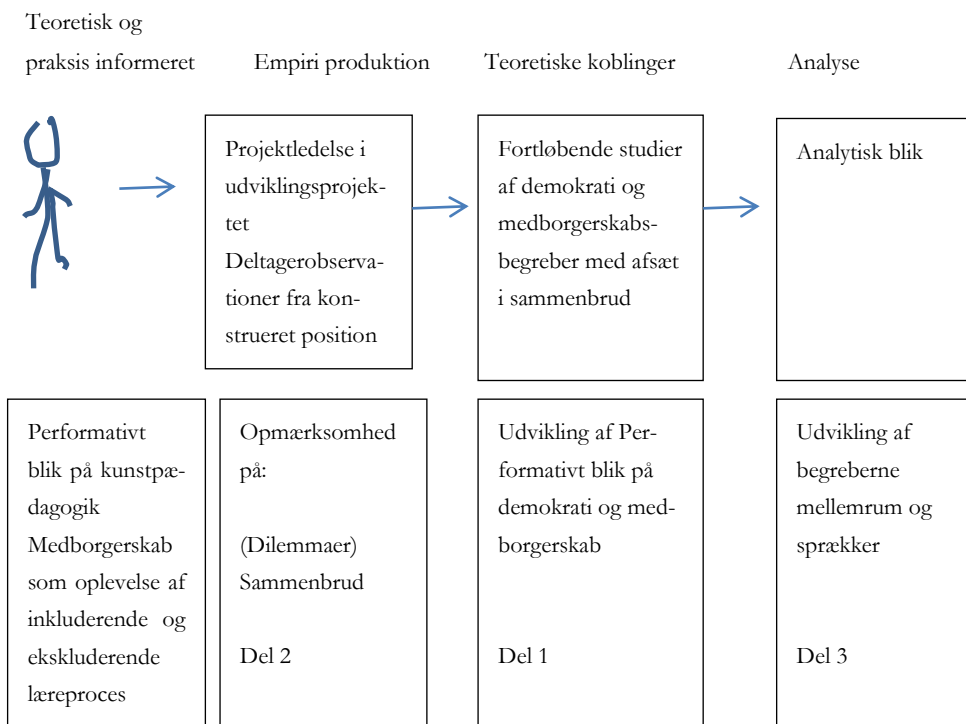 Teoretisk og
praksis informeret
Empiri produktion
Teoretiske koblinger
Analyse
Projektledelse i
udviklingsprojek-
tet
Deltagerobserva-
tioner fra kon-
strueret position
Fortløbende studier
af demokrati og
medborgerskabs-
begreber med afsæt
i sammenbrud
Analytisk blik
Performativt
blik på kunstpæ-
dagogik
Medborgerskab
som oplevelse af
inkluderende og
ekskluderende
læreproces
Opmærksomhed
på:
(Dilemmaer)
Sammenbrud
Del 2
Udvikling af Per-
formativt blik på
demokrati og med-
borgerskab
Del 1
Udvikling af
begreberne
mellemrum og
sprækker
Del 3